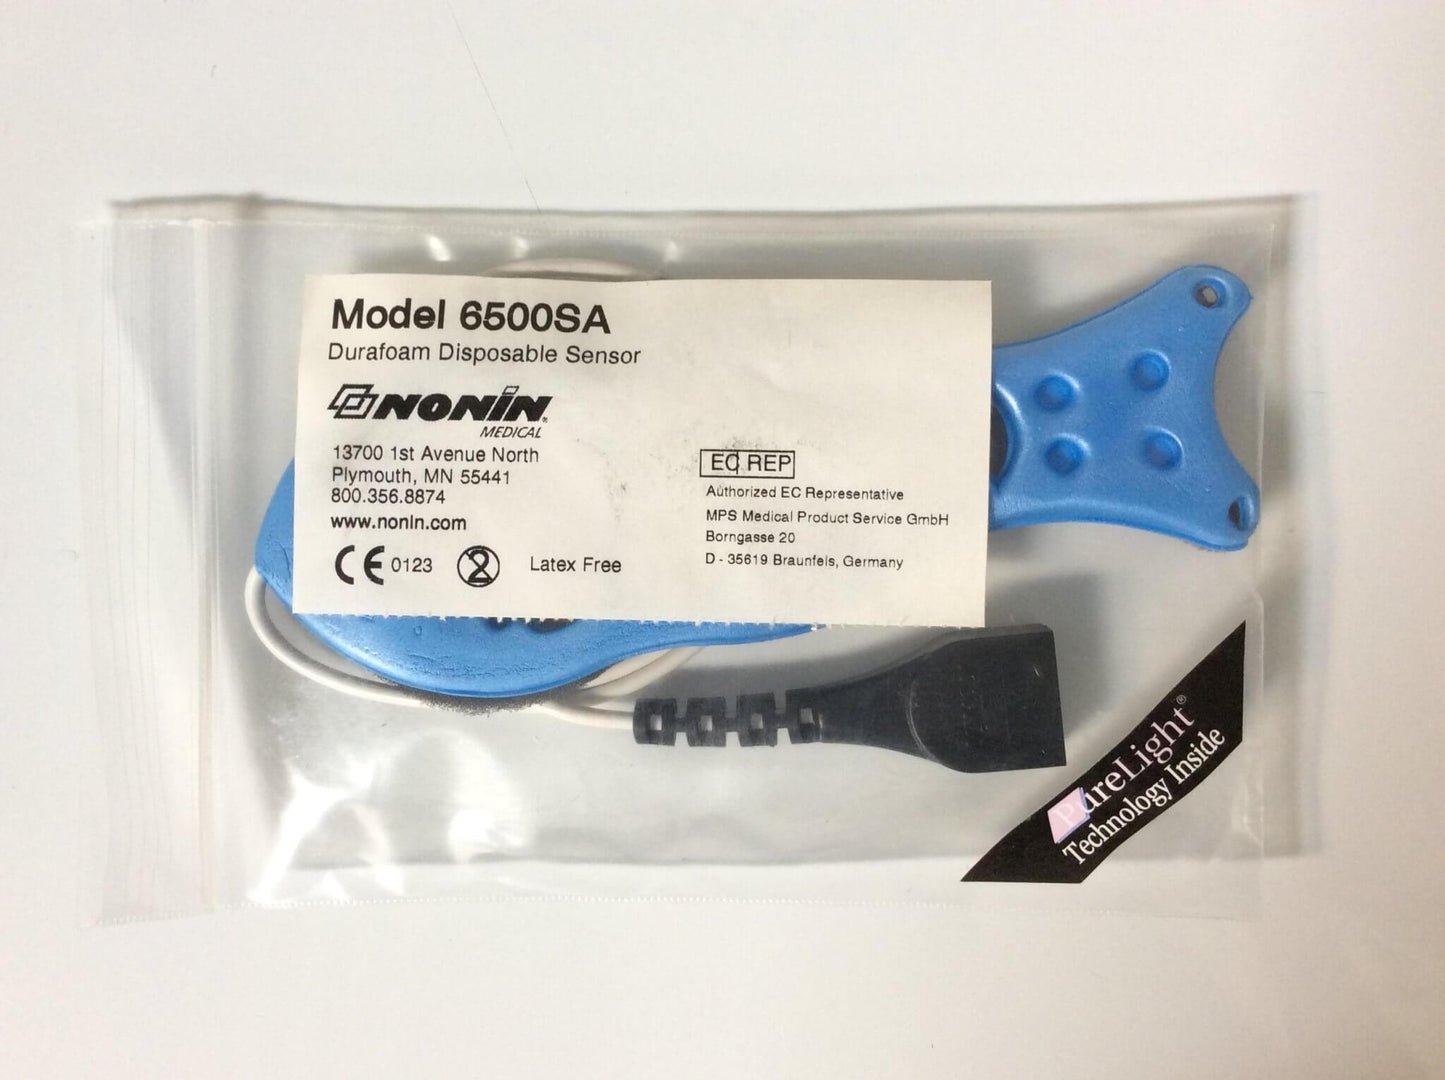 Model 6500SA
Durafoam Disposable Sensor
NONIN®
MEDICAL
13700 1st Avenue North
Plymouth, MN 55441
800.356.8874
www.nonin.com
CE 0123
2
Latex Free
EC REP
Authorized EC Representative
MPS Medical Product Service GmbH
Borngasse 20
D - 35619 Braunfels, Germany
PureLight®
Technology Inside